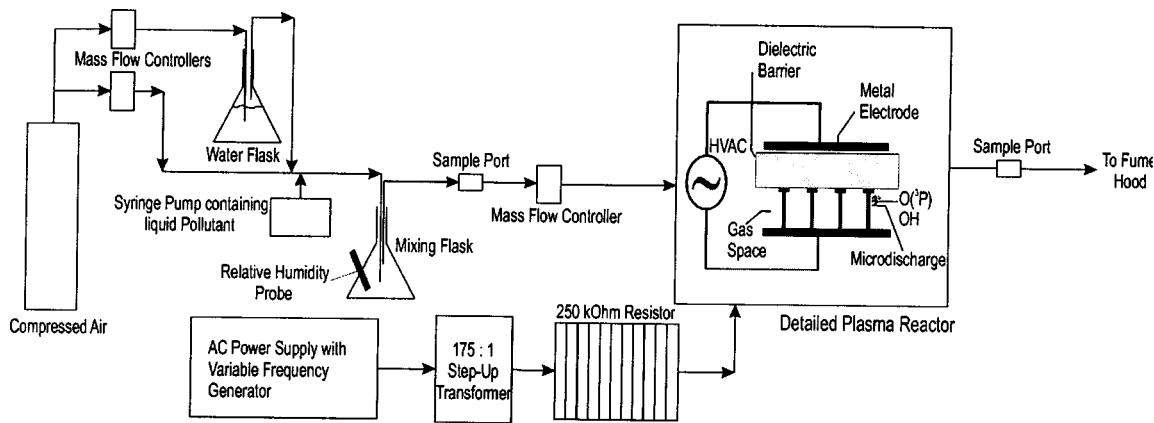 Mass Flow Controllers
Water Flask
Syringe Pump containing
liquid Pollutant
Compressed Air
Relative Humidity
Probe
Mixing Flask
Sample Port
Mass Flow Controller
Dielectric
Barrier
Metal
Electrode
HVAC
Gas
Space
O(³P)
OH
Microdischarge
Detailed Plasma Reactor
Sample Port
To Fume
Hood
AC Power Supply with
Variable Frequency
Generator
175 : 1
Step-Up
Transformer
250 kOhm Resistor